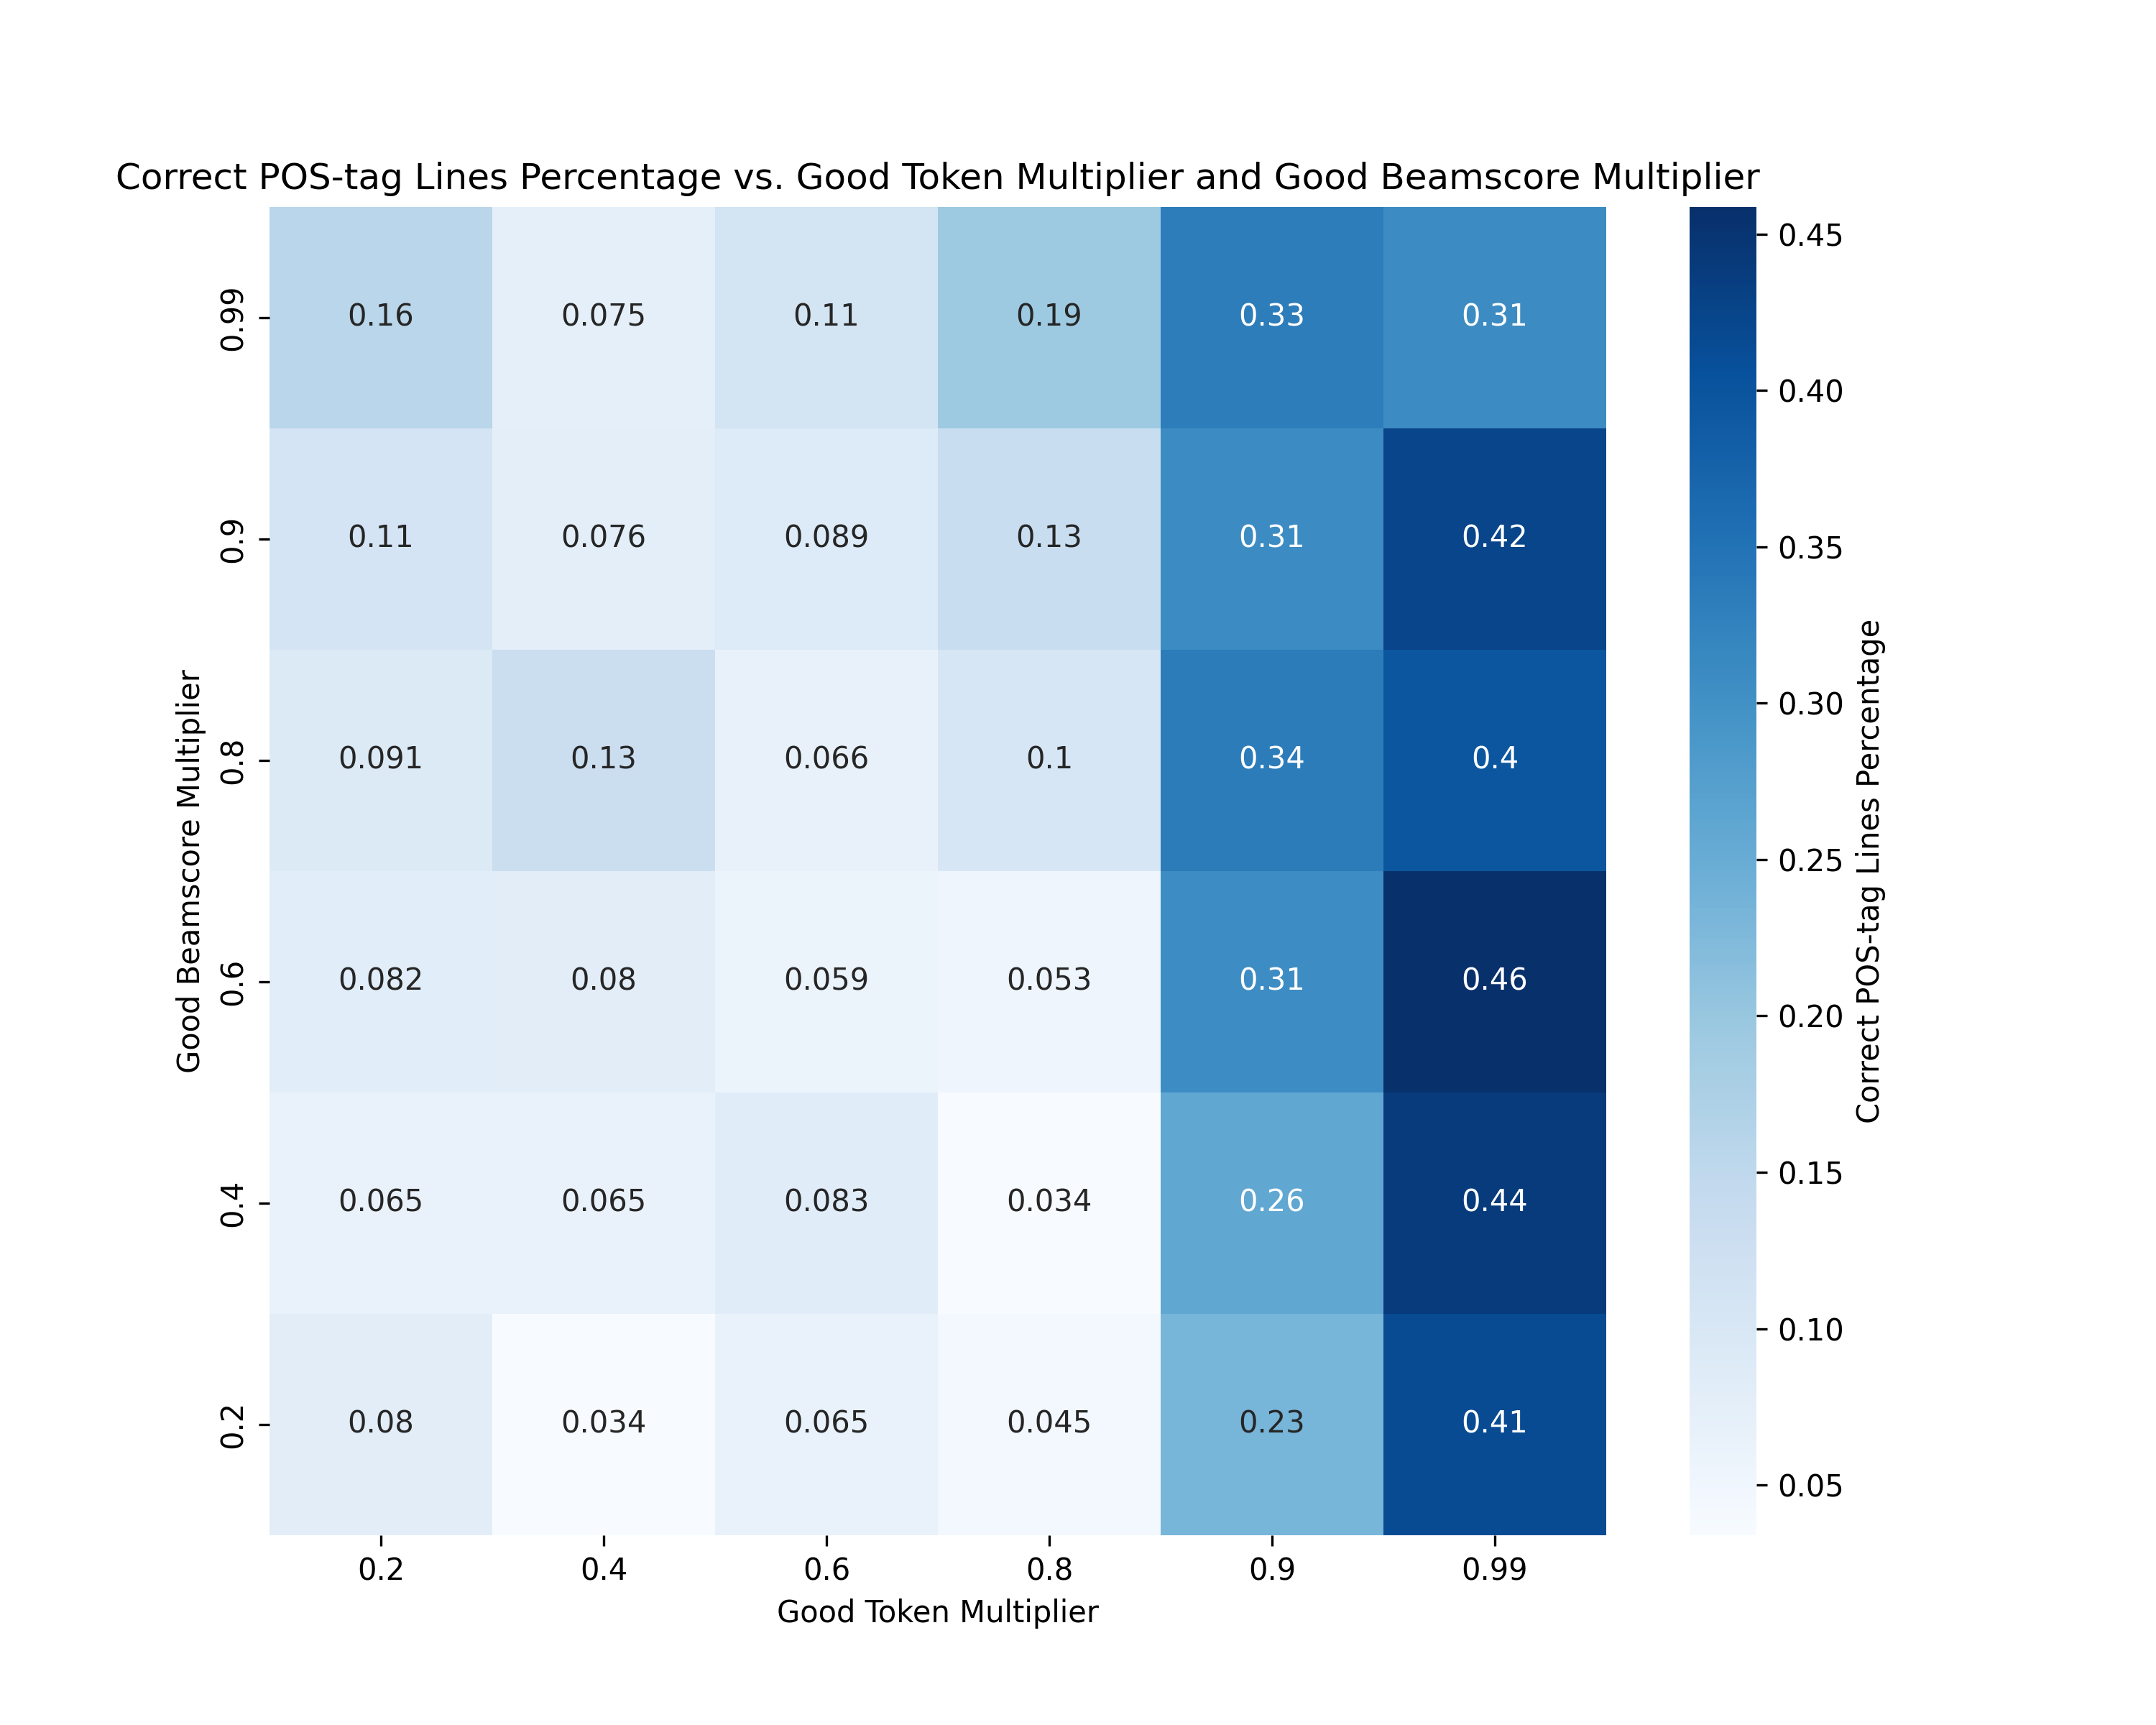 Correct POS-tag Lines Percentage vs. Good Token Multiplier and Good Beamscore Multiplier
Good Beamscore Multiplier
0.99 0.16 0.075 0.11 0.19 0.33 0.31
0.9 0.11 0.076 0.089 0.13 0.31 0.42
0.8 0.091 0.13 0.066 0.1 0.34 0.4
0.6 0.082 0.08 0.059 0.053 0.31 0.46
0.4 0.065 0.065 0.083 0.034 0.26 0.44
0.2 0.08 0.034 0.065 0.045 0.23 0.41
0.2 0.4 0.6 0.8 0.9 0.99
Good Token Multiplier
0.45
0.40
0.35
0.30
0.25
0.20
0.15
0.10
0.05
Correct POS-tag Lines Percentage